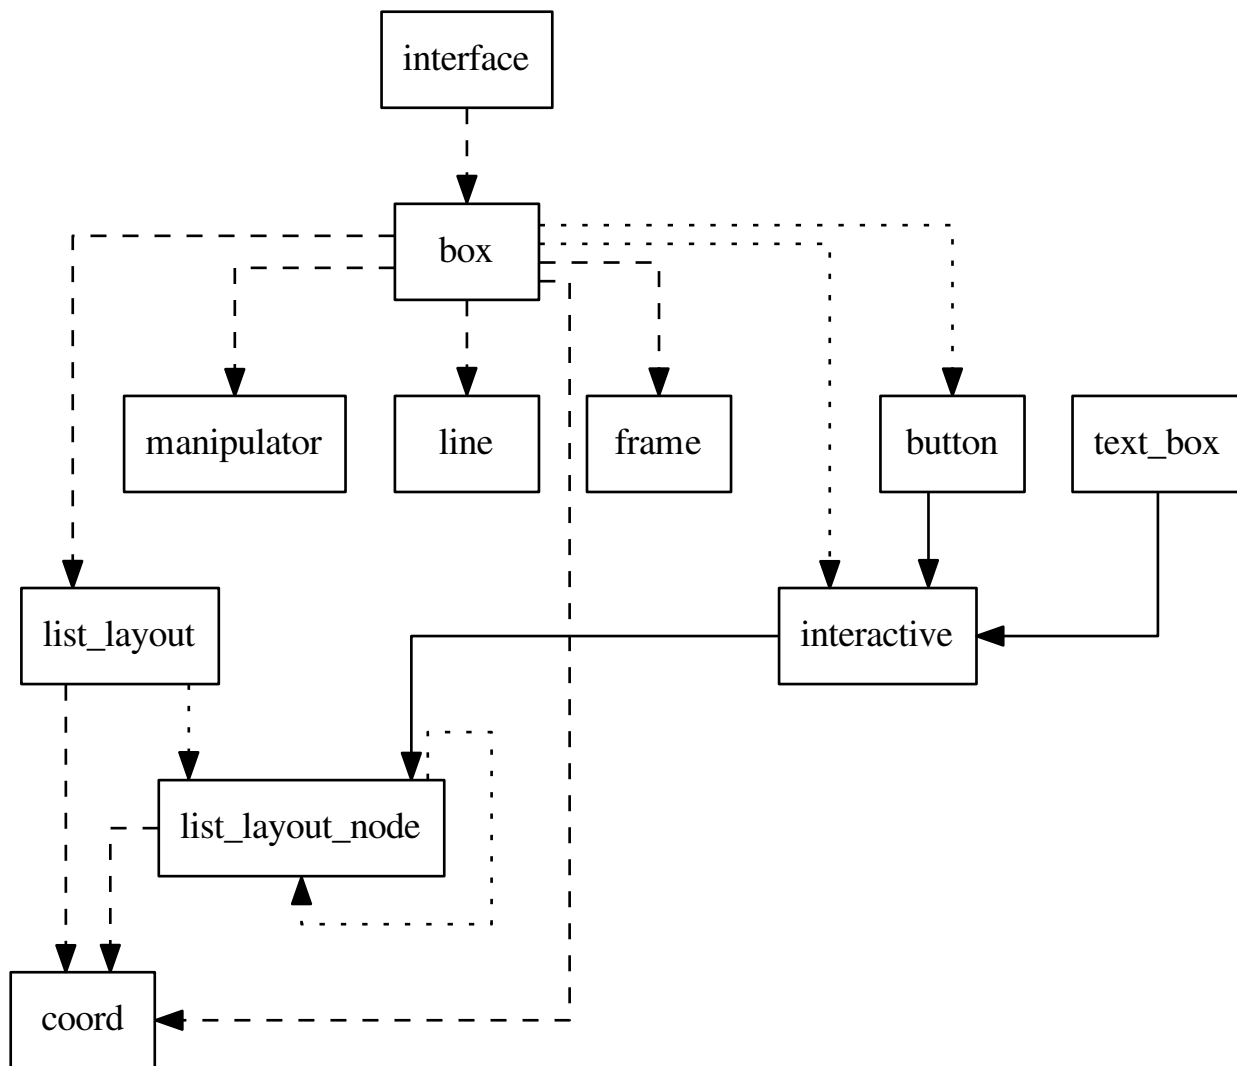 interface
box
manipulator
line
frame
button
text_box
list_layout
interactive
list_layout_node
coord